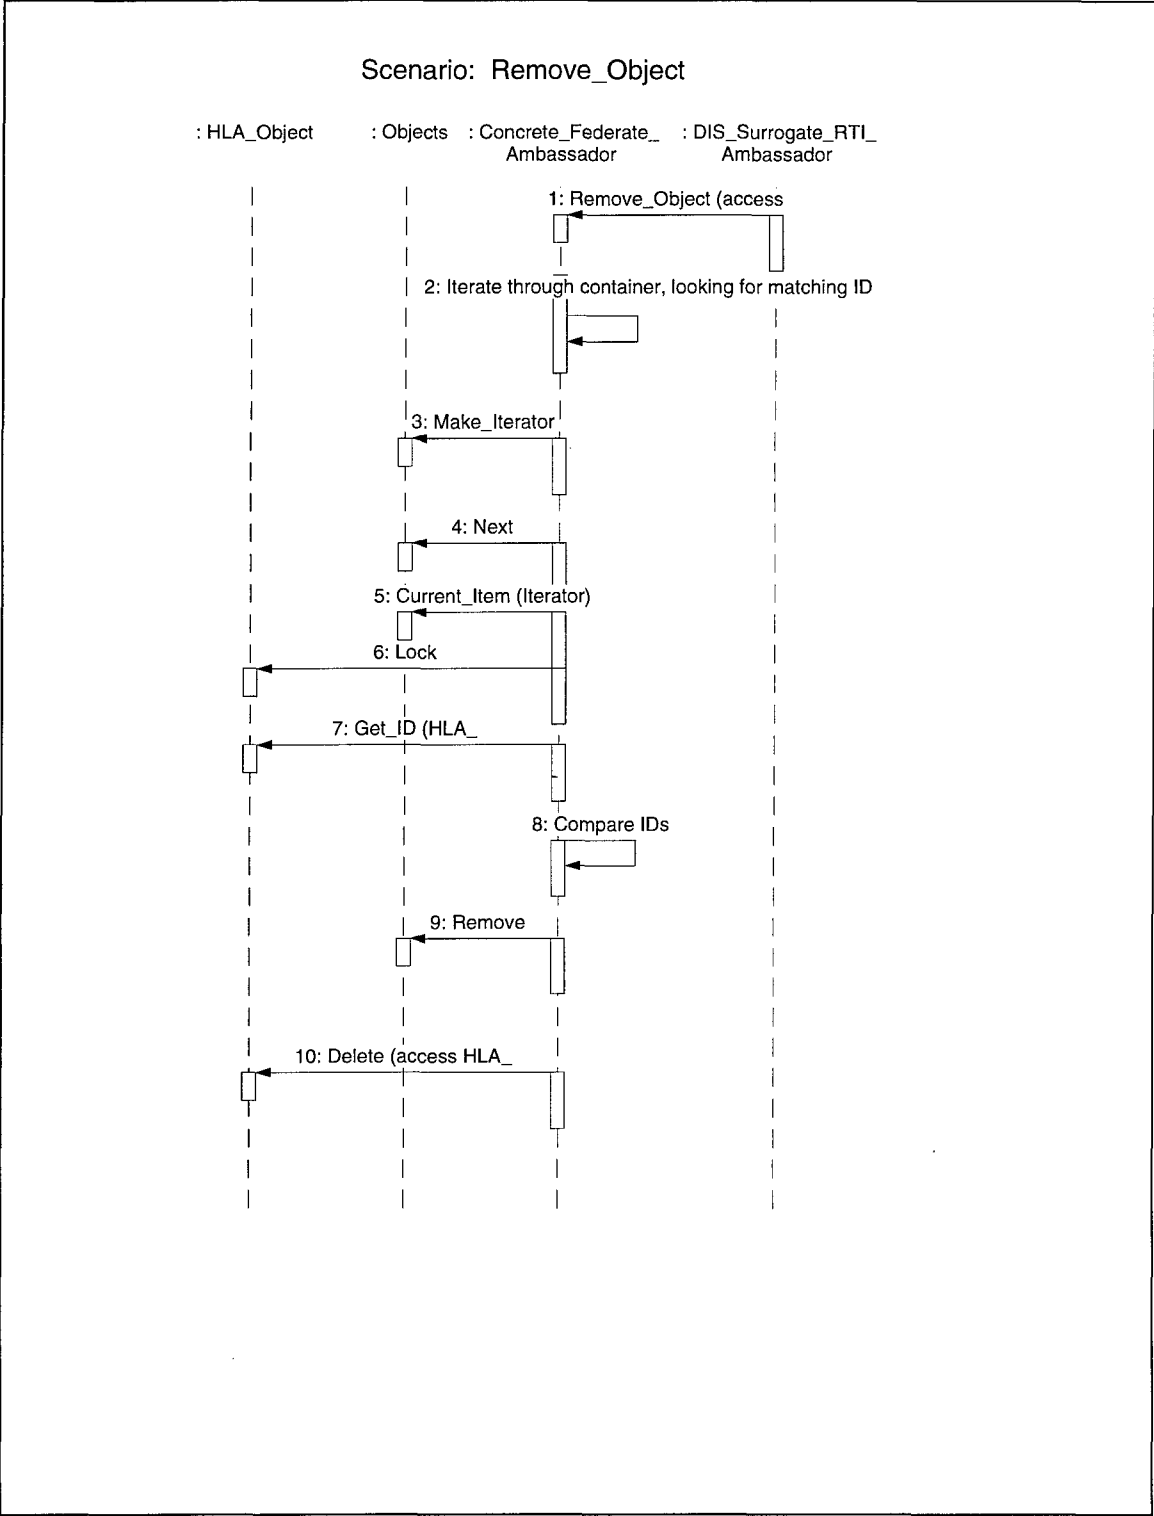 Scenario: Remove_Object
: HLA_Object
: Objects
: Concrete_Federate_
Ambassador
: DIS_Surrogate_RTI_
Ambassador
1: Remove_Object (access
2: Iterate through container, looking for matching ID
3: Make_Iterator
4: Next
5: Current_Item (Iterator)
6: Lock
7: Get_ID (HLA_
8: Compare IDs
9: Remove
10: Delete (access HLA_